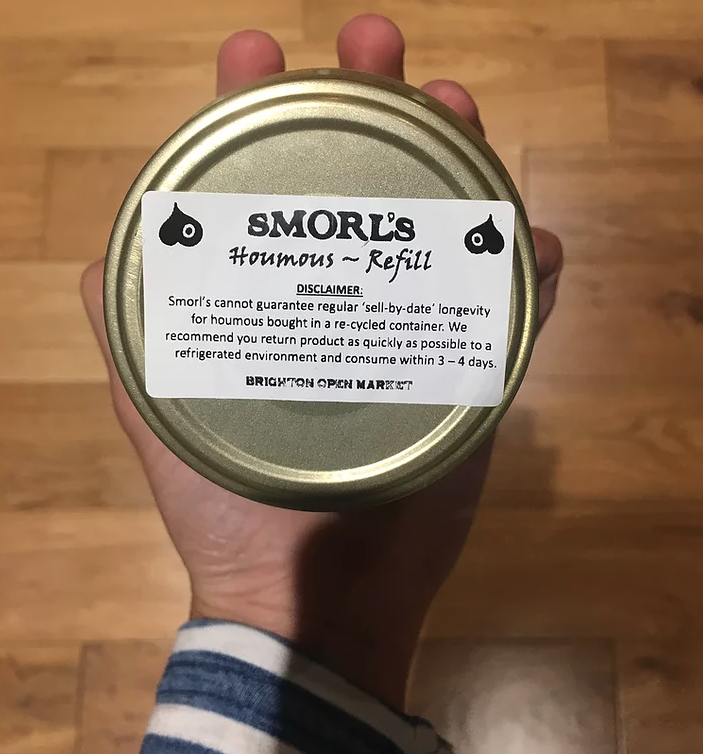 SMORL'S
Houmous ~ Refill
DISCLAIMER:
Smorl's cannot guarantee regular 'sell-by-date' longevity
for houmous bought in a re-cycled container. We
recommend you return product as quickly as possible to a
refrigerated environment and consume within 3 – 4 days.
BRIGHTON OPEN MARKET